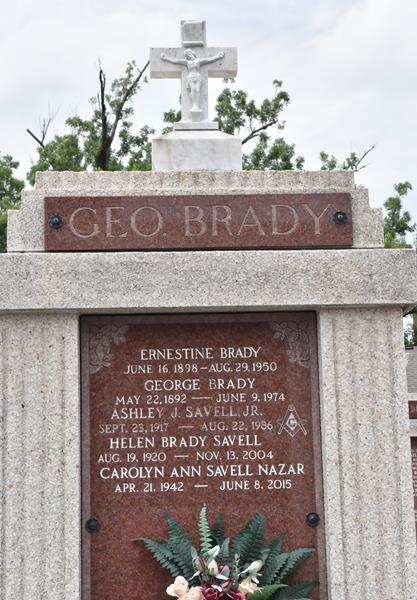 GEO. BRADY
ERNESTINE BRADY
JUNE 16, 1898 — AUG. 29, 1950
GEORGE BRADY
MAY 22, 1892 — JUNE 9, 1974
ASHLEY J. SAVELL, JR.
SEPT. 23, 1917 — AUG. 22, 1986
HELEN BRADY SAVELL
AUG. 19, 1920 — NOV. 13, 2004
CAROLYN ANN SAVELL NAZAR
APR. 21, 1942 — JUNE 8, 2015